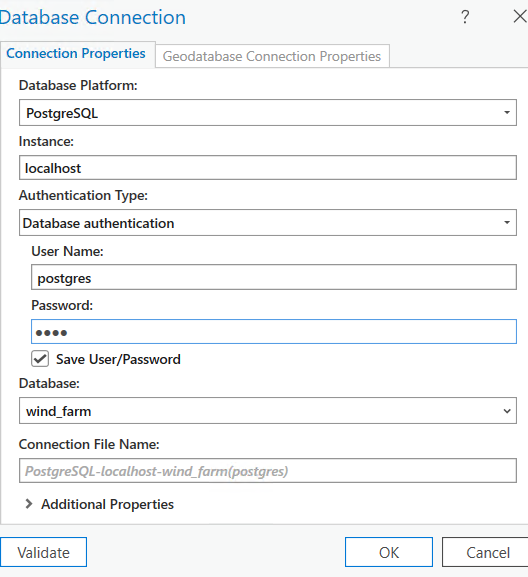 Database Connection ?
Connection Properties
Geodatabase Connection Properties
Database Platform:
PostgreSQL
Instance:
localhost
Authentication Type:
Database authentication
User Name:
postgres
Password:
●●●●
Save User/Password
Database:
wind_farm
Connection File Name:
PostgreSQL-localhost-wind_farm(postgres)
Additional Properties
Validate
OK
Cancel